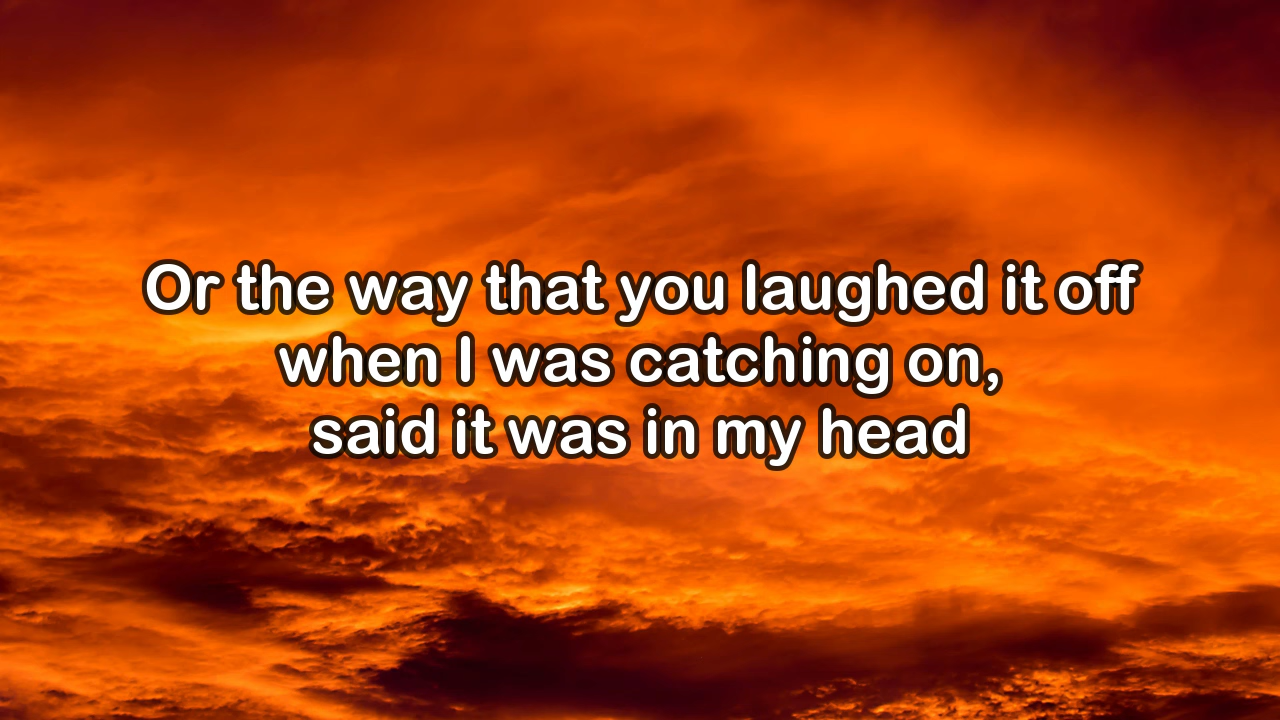 Or the way that you laughed it off
when I was catching on,
said it was in my head